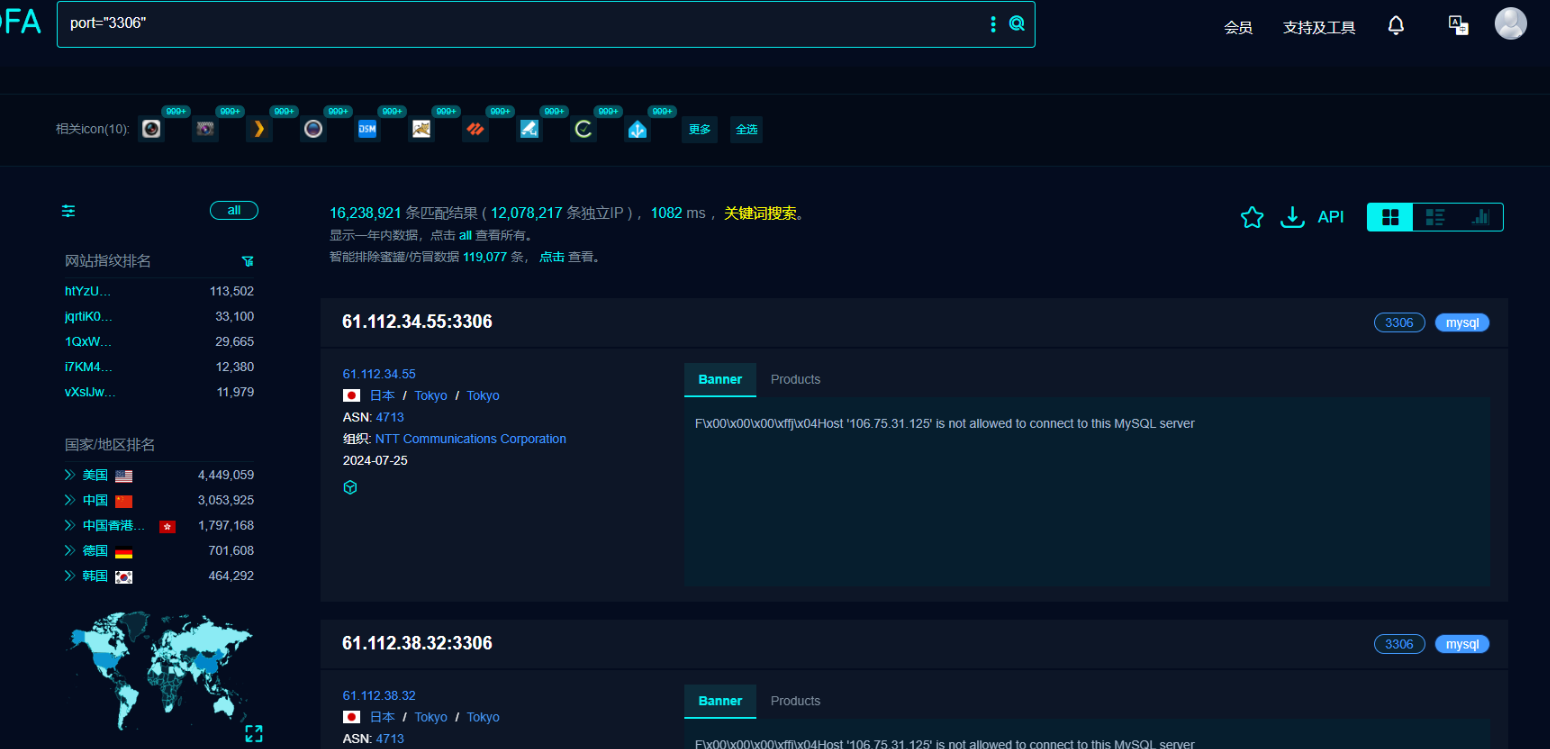 FA
port="3306"
会员
支持及工具
相关icon(10):
999+
999+
999+
999+
999+
999+
999+
999+
999+
999+
DSM
更多
全选
all
16,238,921 条匹配结果 ( 12,078,217 条独立IP ) ，1082 ms ，关键词搜索。
显示一年内数据，点击 all 查看所有。
智能排除蜜罐/仿冒数据 119,077 条，点击 查看。
API
网站指纹排名
htYzU... 113,502
jqrtiK0... 33,100
1QxW... 29,665
i7KM4... 12,380
vXsIJw... 11,979
国家/地区排名
美国 4,449,059
中国 3,053,925
中国香港... 1,797,168
德国 701,608
韩国 464,292
61.112.34.55:3306
3306 mysql
61.112.34.55
日本 / Tokyo / Tokyo
ASN: 4713
组织: NTT Communications Corporation
2024-07-25
Banner Products
F\x00\x00\x00\xffj\x04Host '106.75.31.125' is not allowed to connect to this MySQL server
61.112.38.32:3306
3306 mysql
61.112.38.32
日本 / Tokyo / Tokyo
ASN: 4713
Banner Products
F\x00\x00\x00\xffj\x04Host '106.75.31.125' is not allowed to connect to this MySQL server